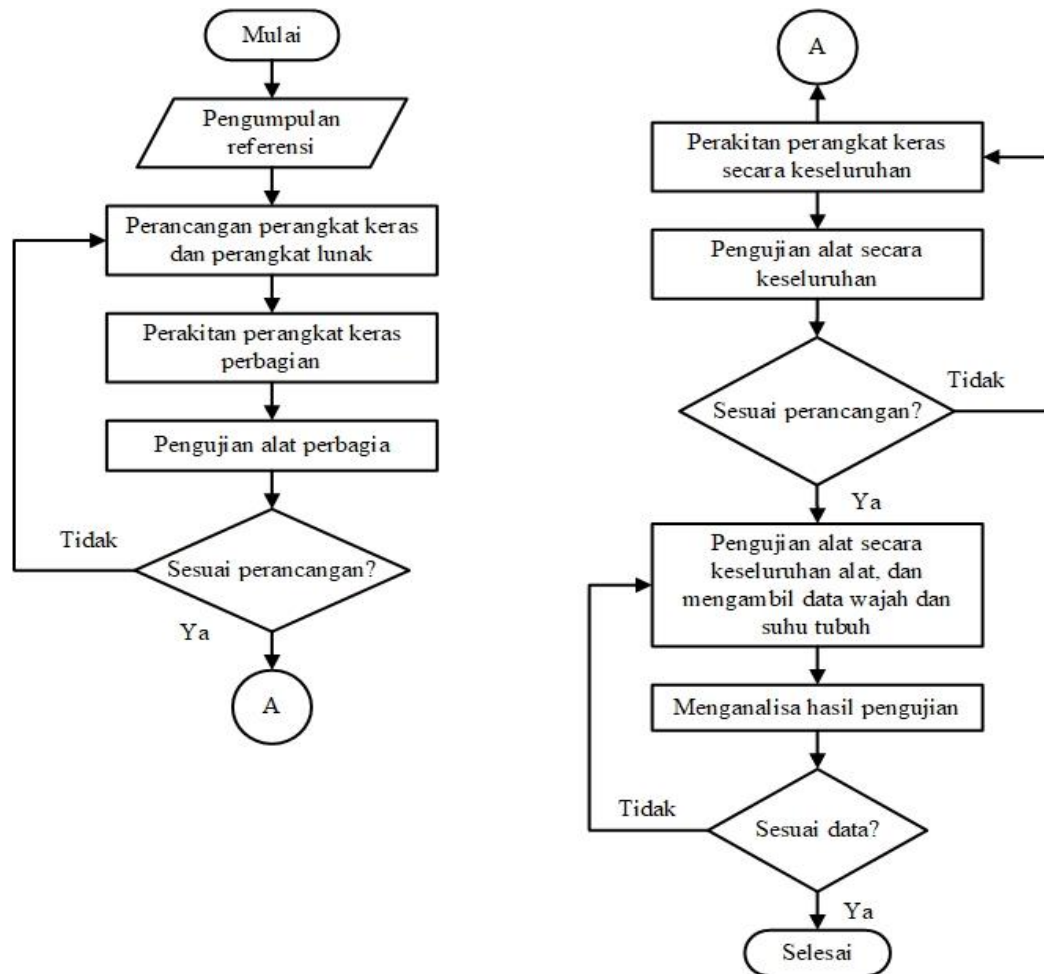 Mulai
Pengumpulan
referensi
Perancangan perangkat keras
dan perangkat lunak
Perakitan perangkat keras
perbagian
Pengujian alat perbagia
Tidak
Sesuai perancangan?
Ya
A
A
Perakitan perangkat keras
secara keseluruhan
Pengujian alat secara
keseluruhan
Tidak
Sesuai perancangan?
Ya
Pengujian alat secara
keseluruhan alat, dan
mengambil data wajah dan
suhu tubuh
Menganalisa hasil pengujian
Tidak
Sesuai data?
Ya
Selesai